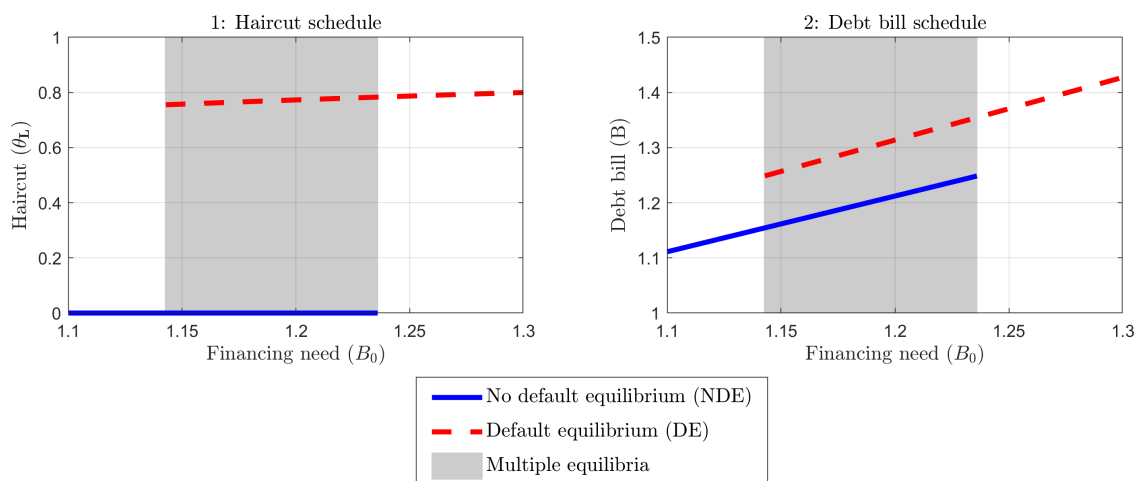 1: Haircut schedule
1
0.8
0.6
0.4
0.2
0
Haircut (θ_L)
1.1 1.15 1.2 1.25 1.3
Financing need (B_0)
2: Debt bill schedule
1.5
1.4
1.3
1.2
1.1
1
Debt bill (B)
1.1 1.15 1.2 1.25 1.3
Financing need (B_0)
No default equilibrium (NDE)
Default equilibrium (DE)
Multiple equilibria